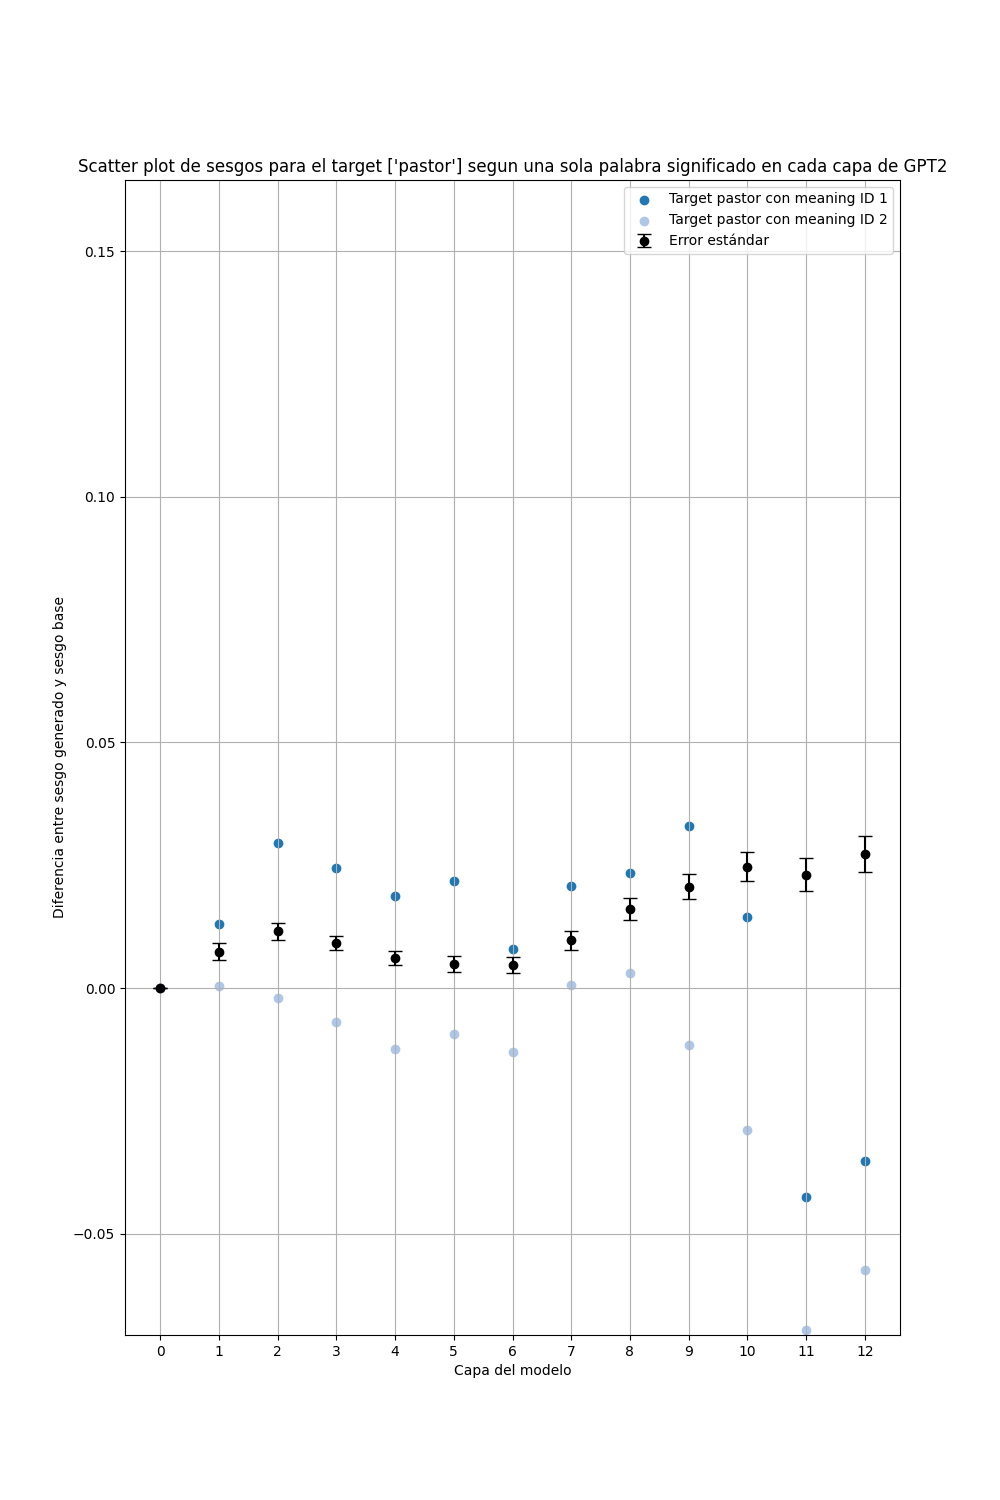 Scatter plot de sesgos para el target ['pastor'] segun una sola palabra significado en cada capa de GPT2
Target pastor con meaning ID 1
Target pastor con meaning ID 2
Error estándar
Diferencia entre sesgo generado y sesgo base
0.15
0.10
0.05
0.00
−0.05
0 1 2 3 4 5 6 7 8 9 10 11 12
Capa del modelo